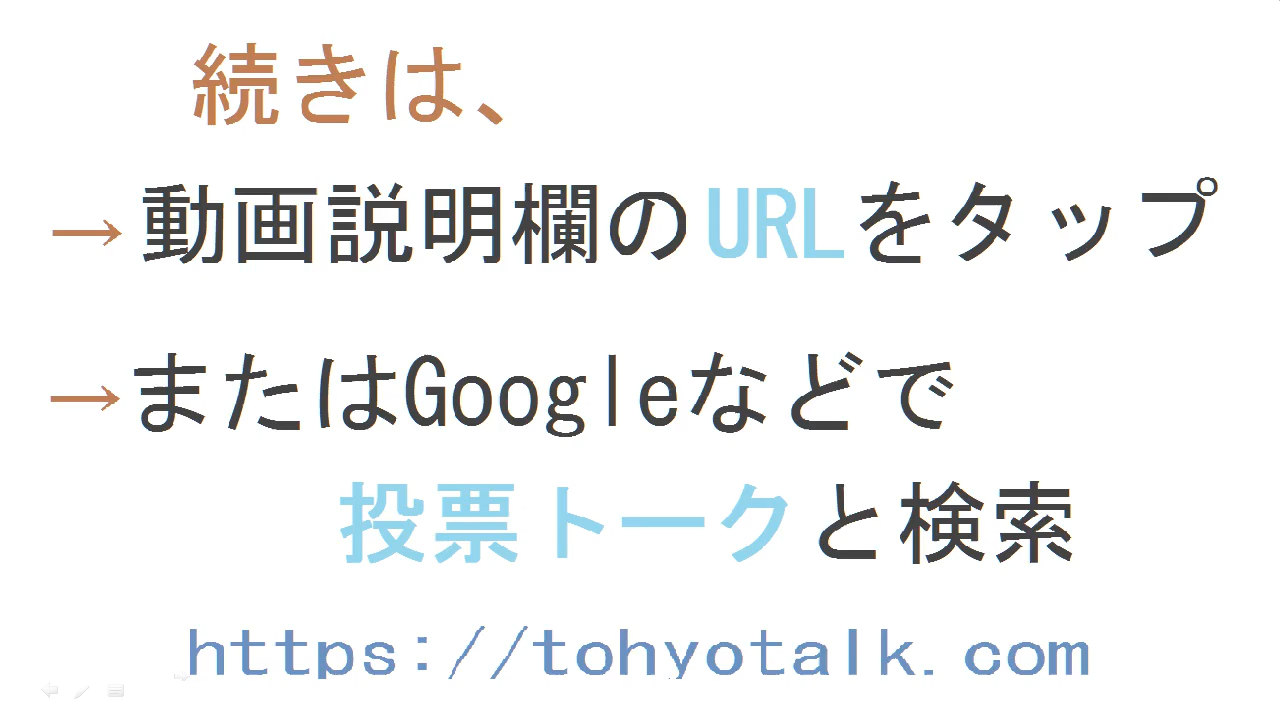 続きは、
→動画説明欄のURLをタップ
→またはGoogleなどで
投票トークと検索
https://tohyotalk.com